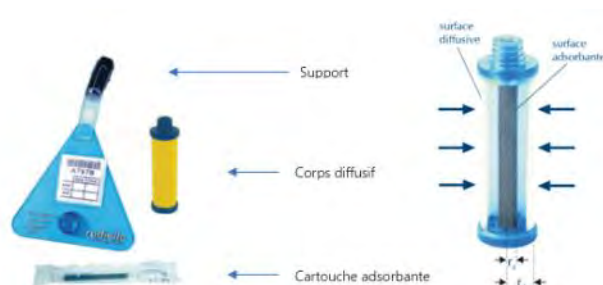 Support
Corps diffusif
Cartouche adsorbante
surface
diffusive
surface
adsorbante
radiello